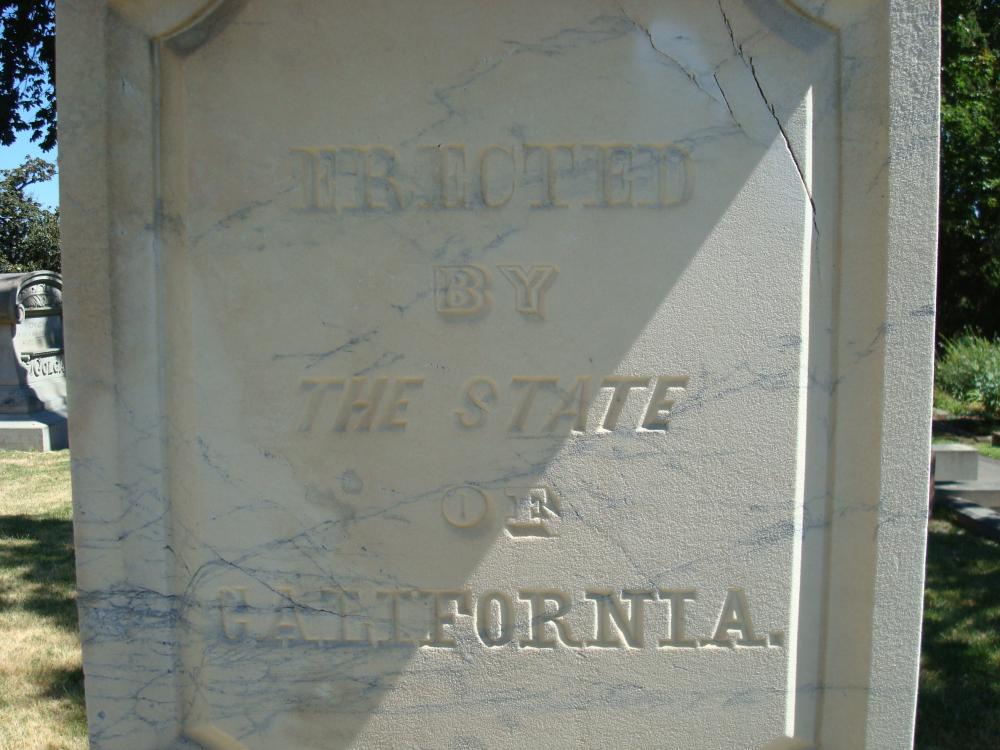 ERECTED
BY
THE STATE
OF
CALIFORNIA.